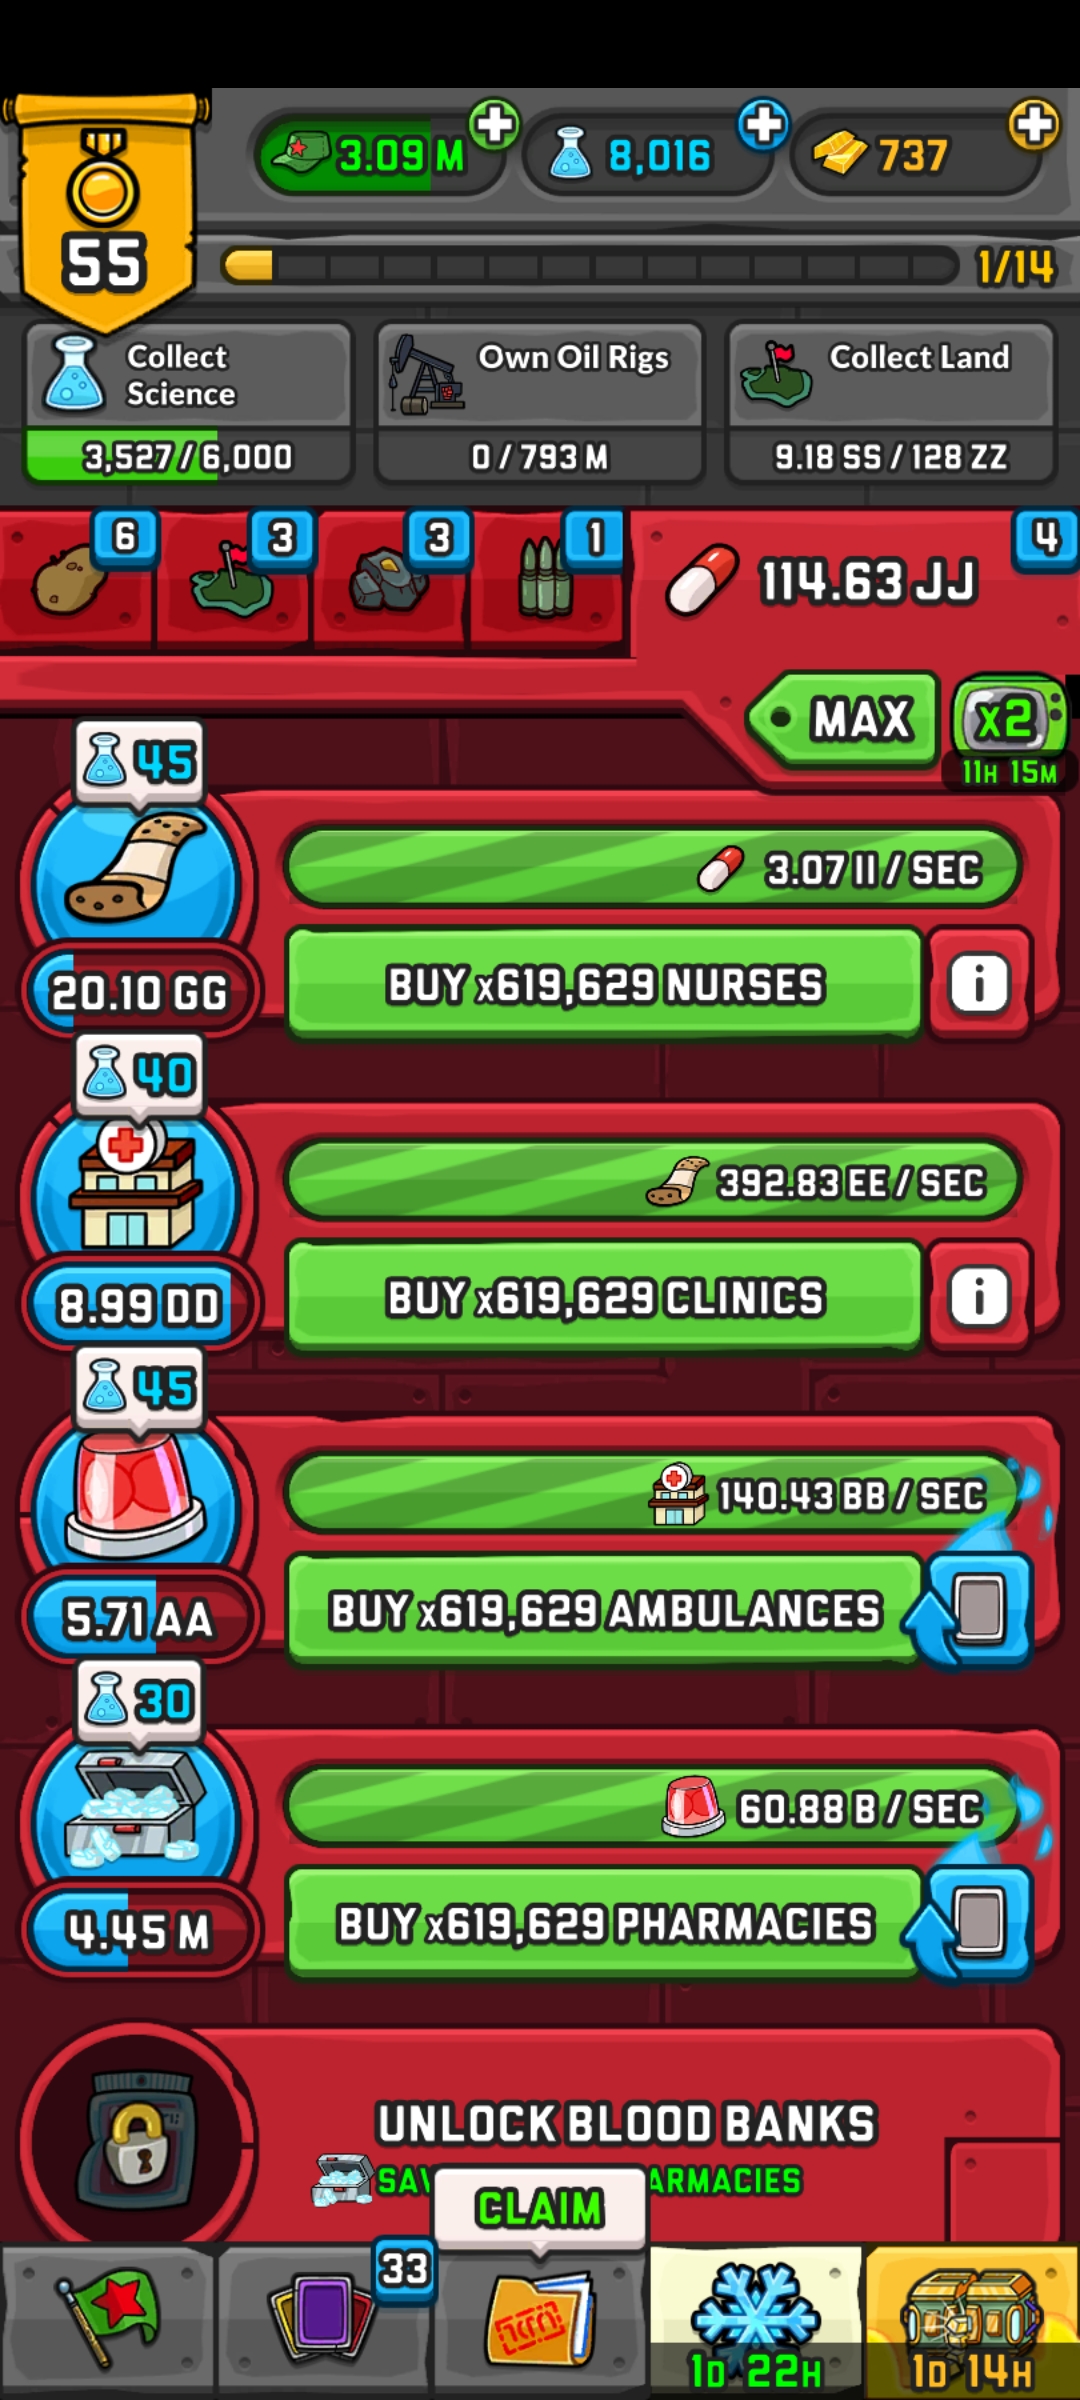 55
3.09 M
8,016
737
1/14
Collect Science
3,527/6,000
Own Oil Rigs
0/793 M
Collect Land
9.18 SS/128 ZZ
6
3
3
1
114.63 JJ
4
MAX
x2
11H 15M
45
3.07 II/SEC
20.10 GG
BUY x619,629 NURSES
i
40
392.83 EE/SEC
8.99 DD
BUY x619,629 CLINICS
i
45
140.43 BB/SEC
5.71 AA
BUY x619,629 AMBULANCES
30
60.88 B/SEC
4.45 M
BUY x619,629 PHARMACIES
UNLOCK BLOOD BANKS
CLAIM
33
1D 22H
1D 14H